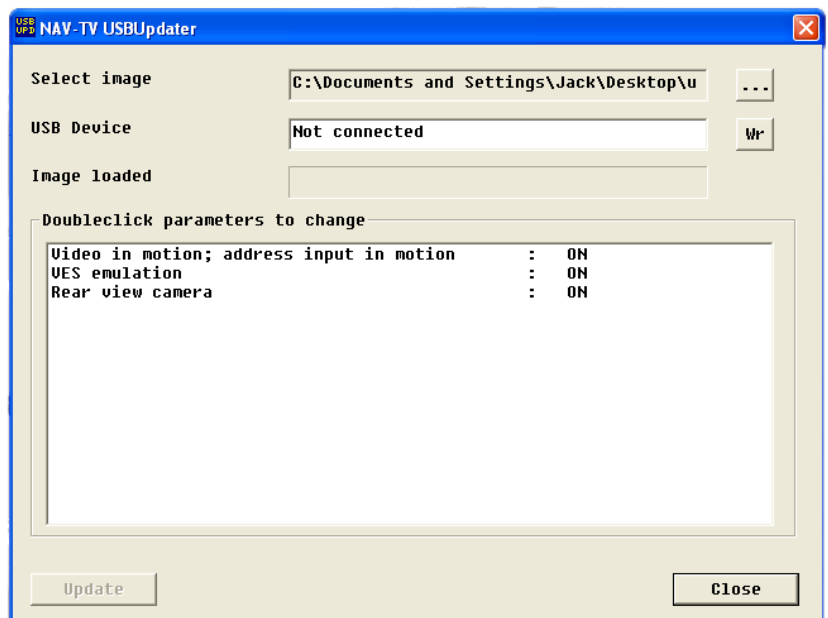 USB
UPD NAV-TV USBUpdater
Select image C:\Documents and Settings\Jack\Desktop\u ...
USB Device Not connected Wr
Image loaded
Doubleclick parameters to change
Video in motion; address input in motion : ON
VES emulation : ON
Rear view camera : ON
Update Close